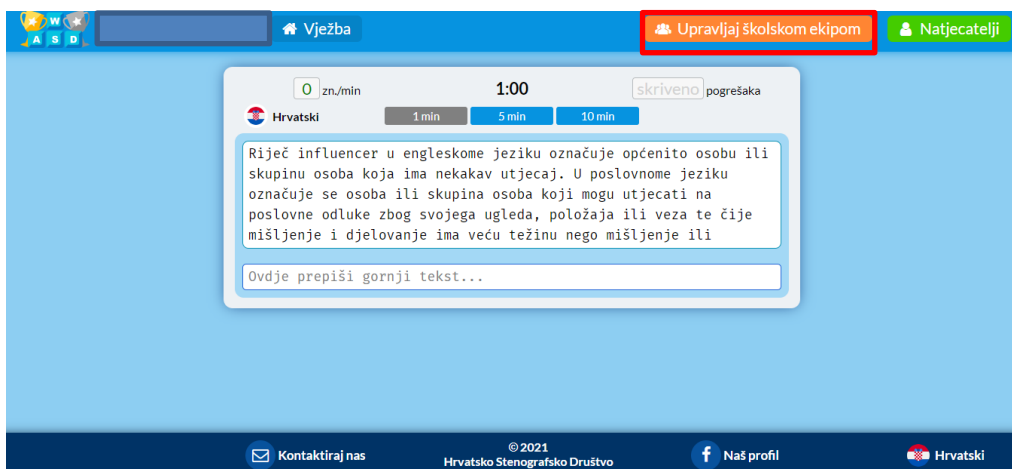 W
A S D
Vježba
Upravljaj školskom ekipom
Natjecatelji
0 zn./min
1:00
skriveno pogrešaka
Hrvatski
1 min
5 min
10 min
Riječ influencer u engleskome jeziku označuje općenito osobu ili
skupinu osoba koja ima nekakav utjecaj. U poslovnome jeziku
označuje se osoba ili skupina osoba koji mogu utjecati na
poslovne odluke zbog svojega ugleda, položaja ili veza te čije
mišljenje i djelovanje ima veću težinu nego mišljenje ili
Ovdje prepiši gornji tekst...
Kontaktiraj nas
© 2021
Hrvatsko Stenografsko Društvo
Naš profil
Hrvatski